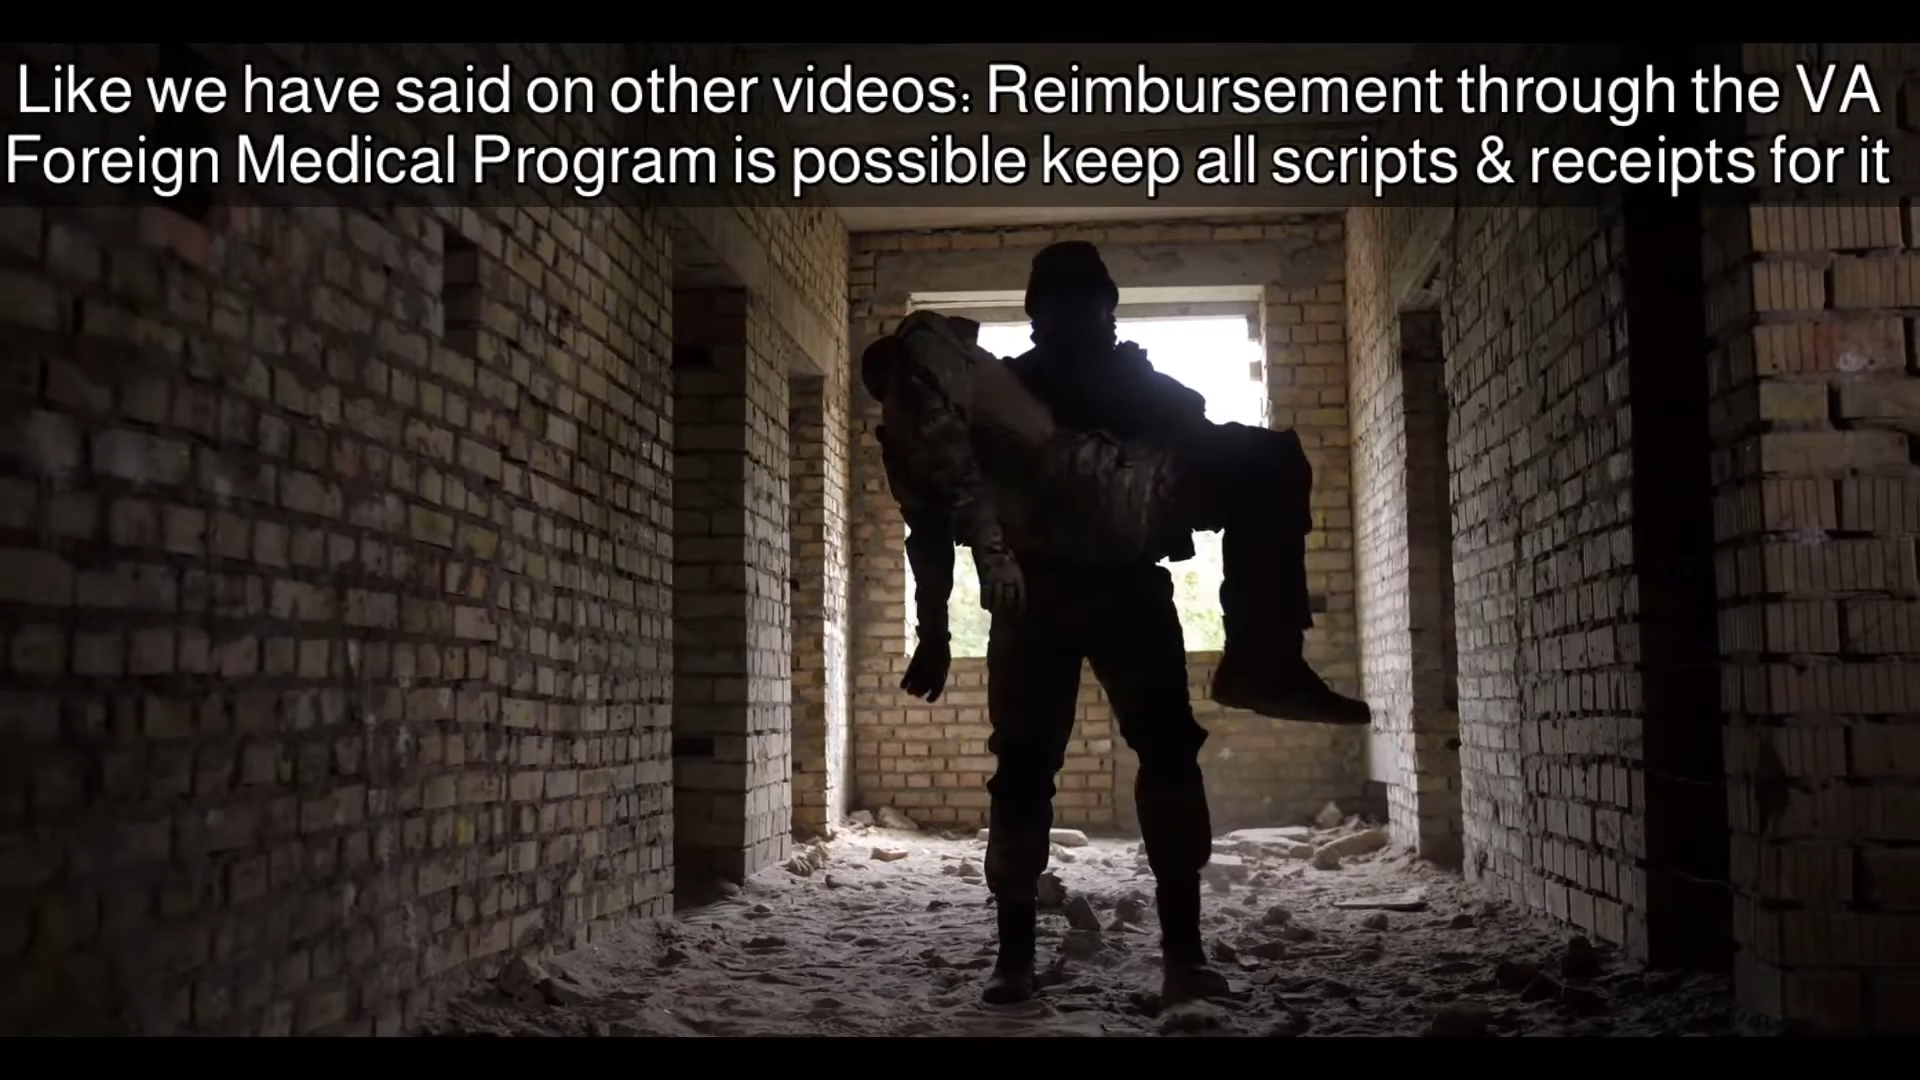 Like we have said on other videos: Reimbursement through the VA
Foreign Medical Program is possible keep all scripts & receipts for it